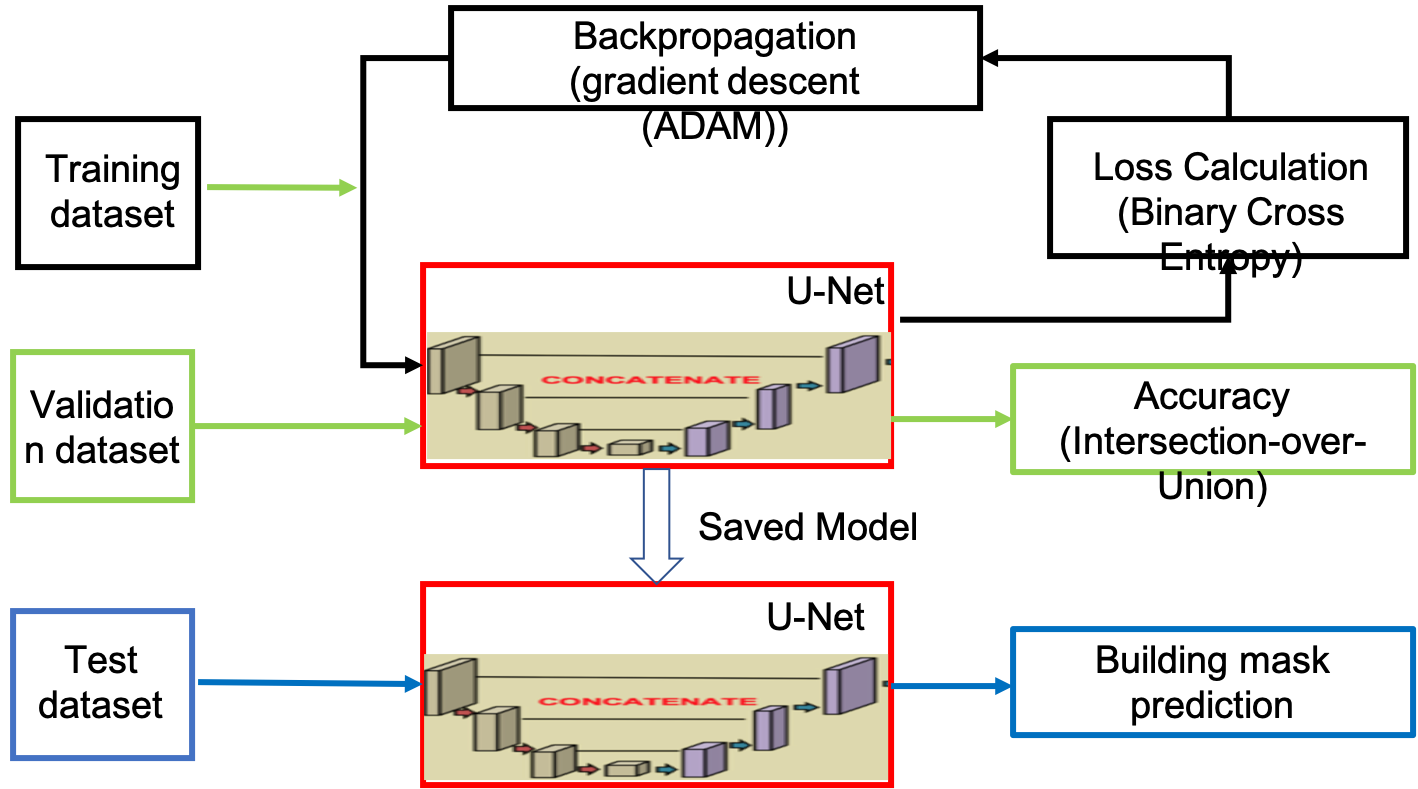 Backpropagation
(gradient descent
(ADAM))
Training
dataset
Loss Calculation
(Binary Cross
Entropy)
U-Net
CONCATENATE
Validatio
n dataset
Accuracy
(Intersection-over-
Union)
Saved Model
U-Net
CONCATENATE
Test
dataset
Building mask
prediction